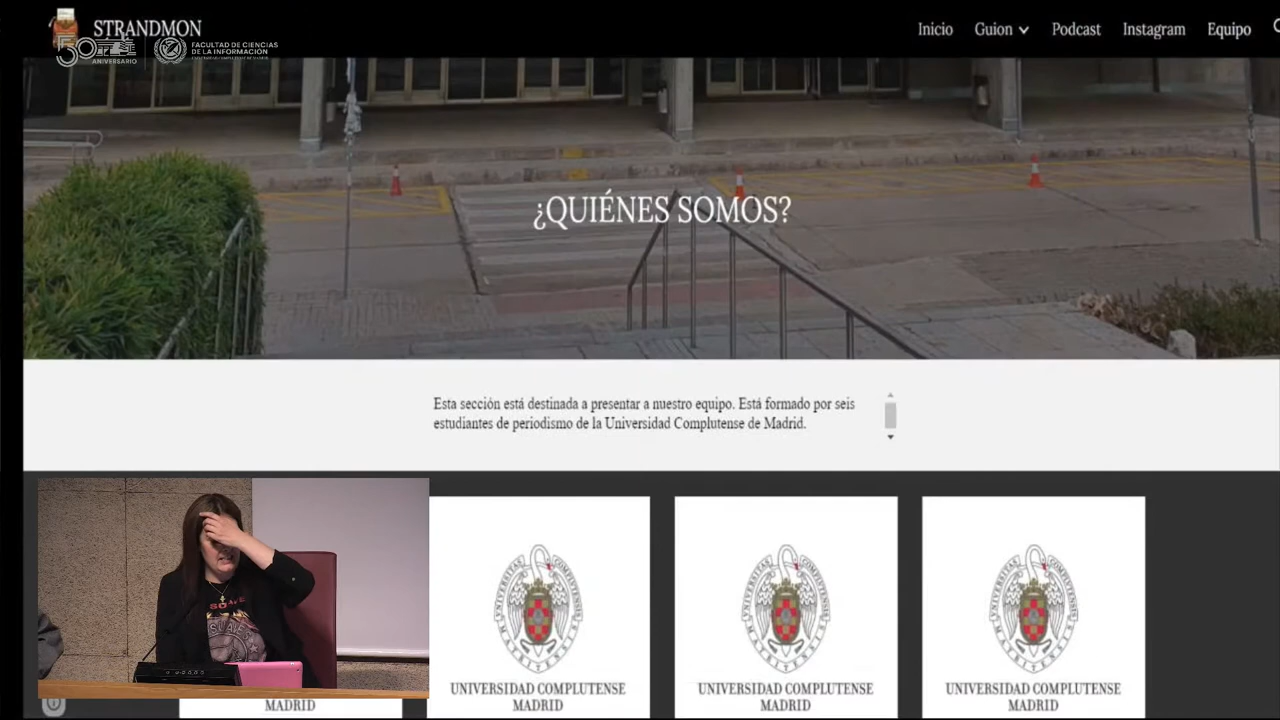 STRANDMON
Inicio
Guion
Podcast
Instagram
Equipo
50
ANIVERSARIO
FACULTAD DE CIENCIAS
DE LA INFORMACIÓN
¿QUIÉNES SOMOS?
Esta sección está destinada a presentar a nuestro equipo. Está formado por seis
estudiantes de periodismo de la Universidad Complutense de Madrid.
UNIVERSIDAD COMPLUTENSE
MADRID
UNIVERSIDAD COMPLUTENSE
MADRID
UNIVERSIDAD COMPLUTENSE
MADRID
MADRID